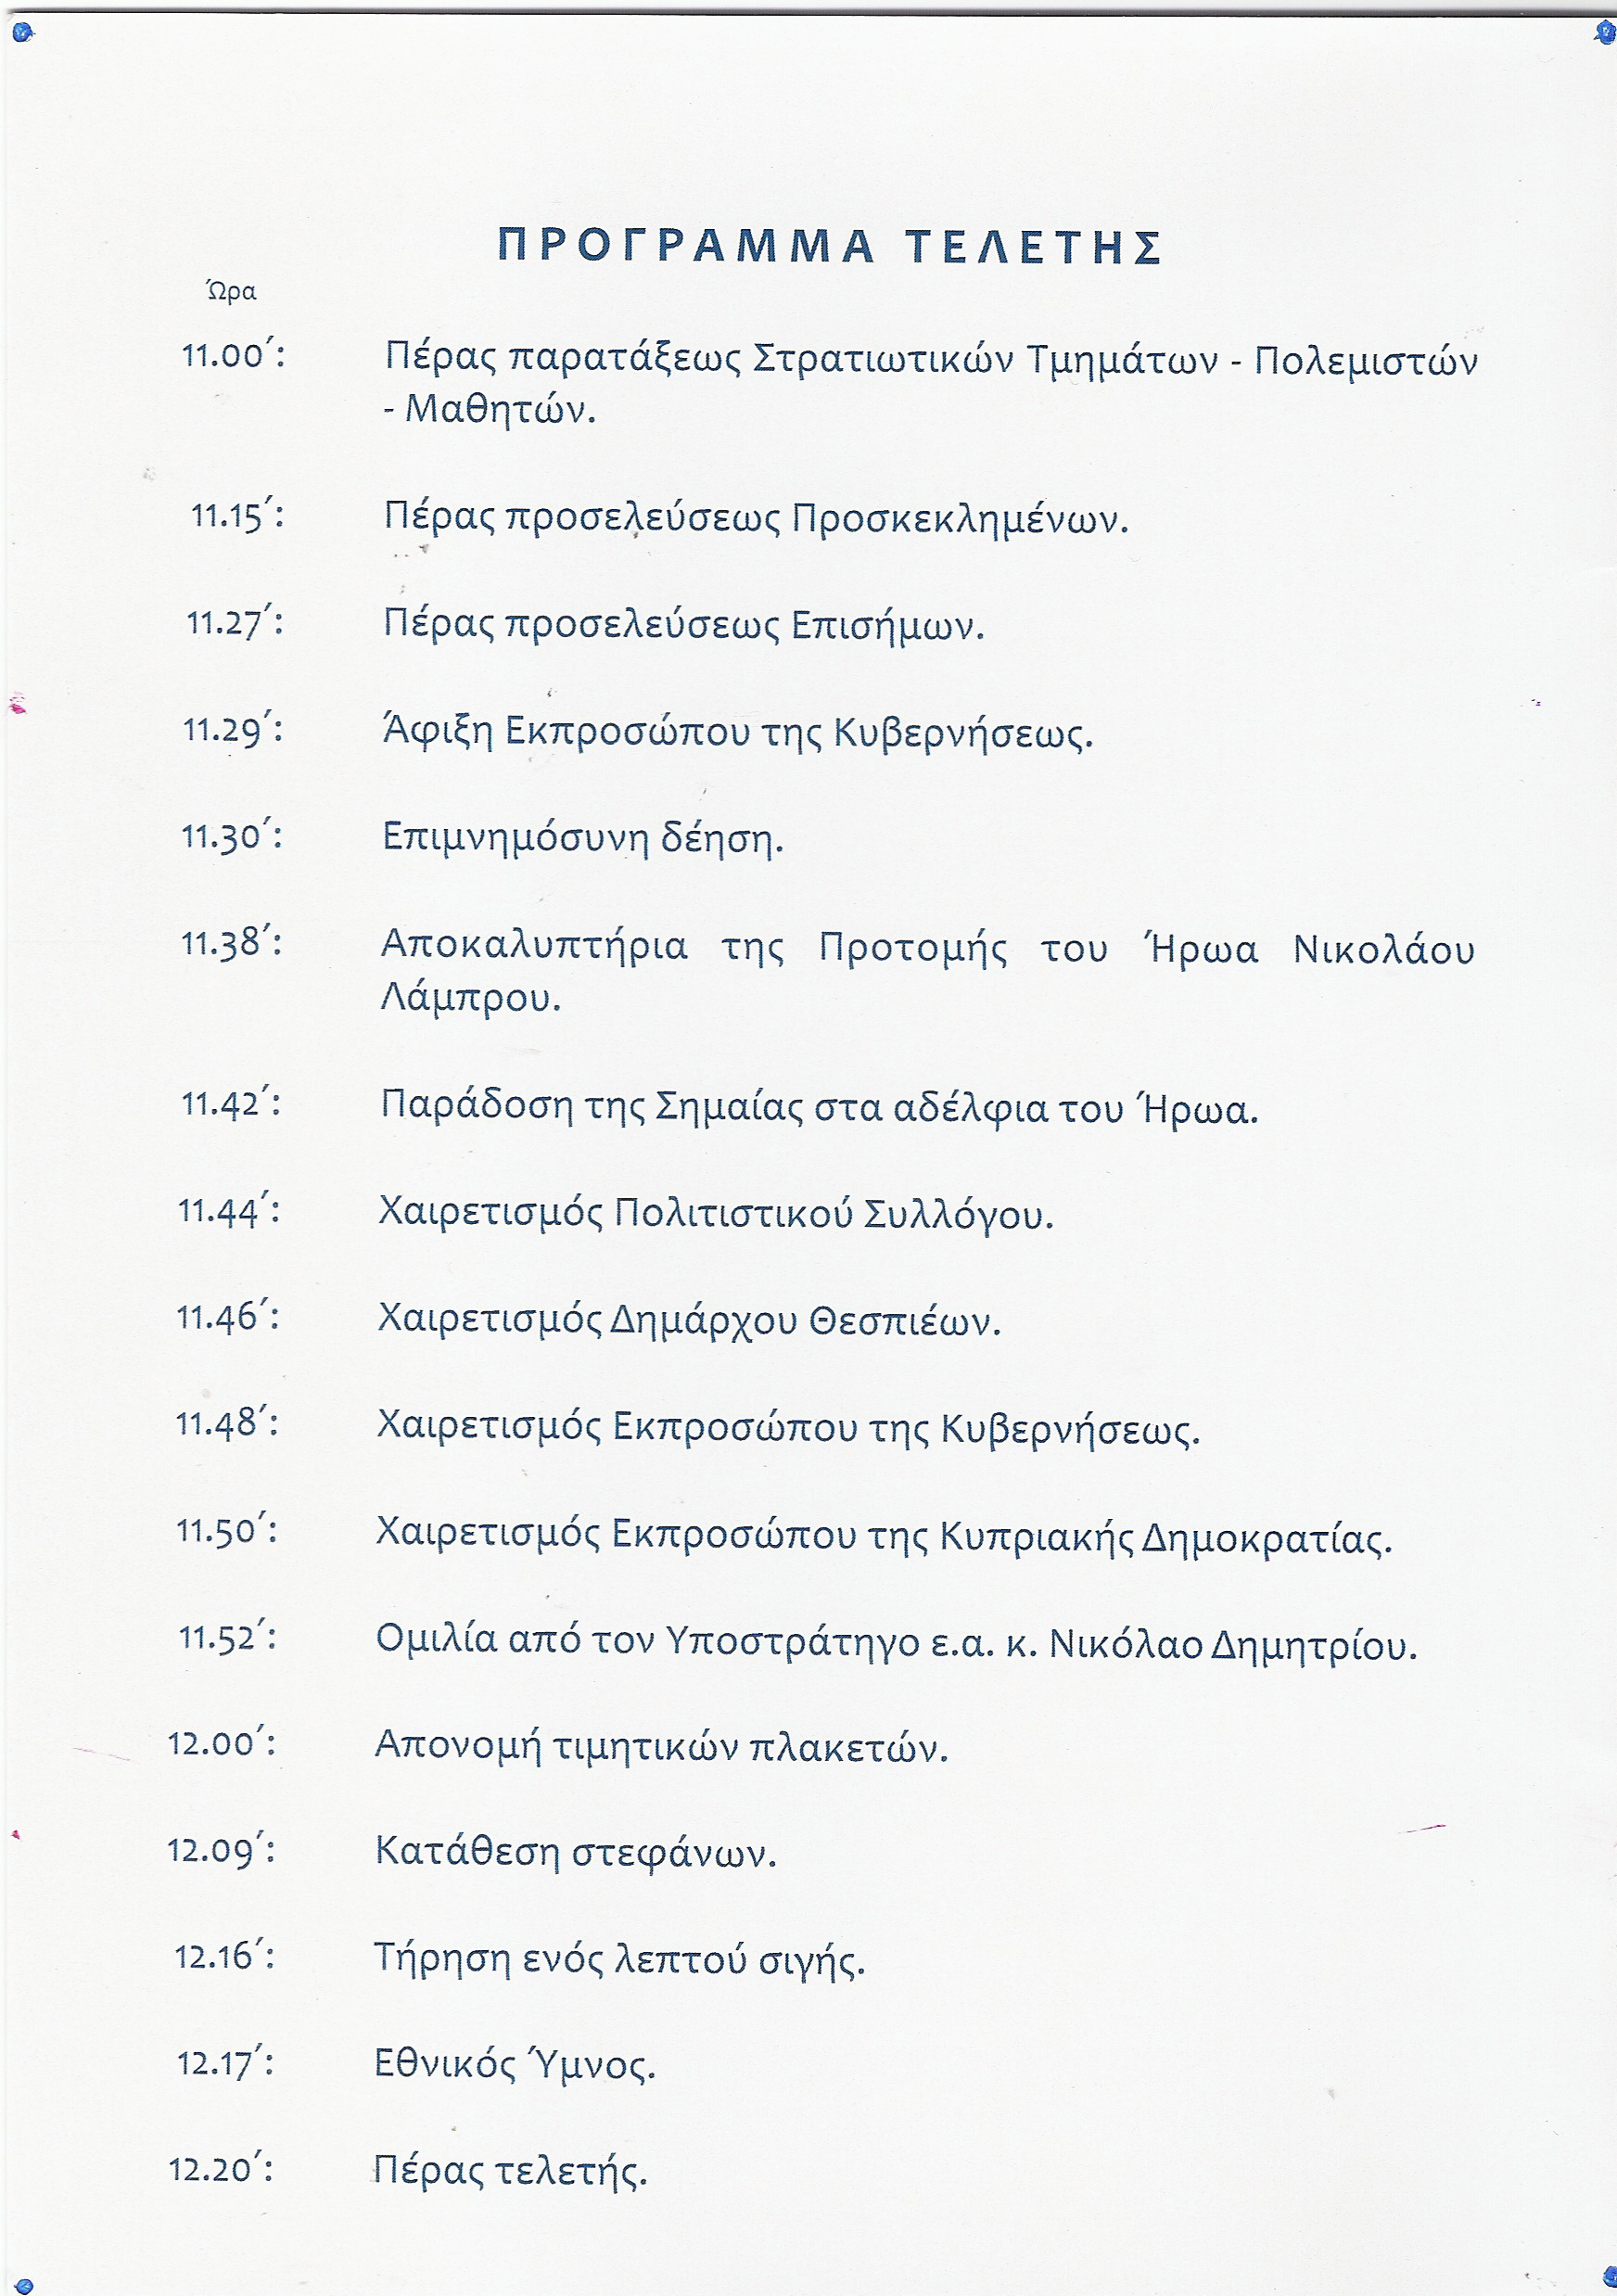 ΠΡΟΓΡΑΜΜΑ ΤΕΛΕΤΗΣ
Ώρα
11.00΄: Πέρας παρατάξεως Στρατιωτικών Τμημάτων - Πολεμιστών
- Μαθητών.
11.15΄: Πέρας προσελεύσεως Προσκεκλημένων.
11.27΄: Πέρας προσελεύσεως Επισήμων.
11.29΄: Άφιξη Εκπροσώπου της Κυβερνήσεως.
11.30΄: Επιμνημόσυνη δέηση.
11.38΄: Αποκαλυπτήρια της Προτομής του Ήρωα Νικολάου
Λάμπρου.
11.42΄: Παράδοση της Σημαίας στα αδέλφια του Ήρωα.
11.44΄: Χαιρετισμός Πολιτιστικού Συλλόγου.
11.46΄: Χαιρετισμός Δημάρχου Θεσπιέων.
11.48΄: Χαιρετισμός Εκπροσώπου της Κυβερνήσεως.
11.50΄: Χαιρετισμός Εκπροσώπου της Κυπριακής Δημοκρατίας.
11.52΄: Ομιλία από τον Υποστράτηγο ε.α. κ. Νικόλαο Δημητρίου.
12.00΄: Απονομή τιμητικών πλακετών.
12.09΄: Κατάθεση στεφάνων.
12.16΄: Τήρηση ενός λεπτού σιγής.
12.17΄: Εθνικός Ύμνος.
12.20΄: Πέρας τελετής.